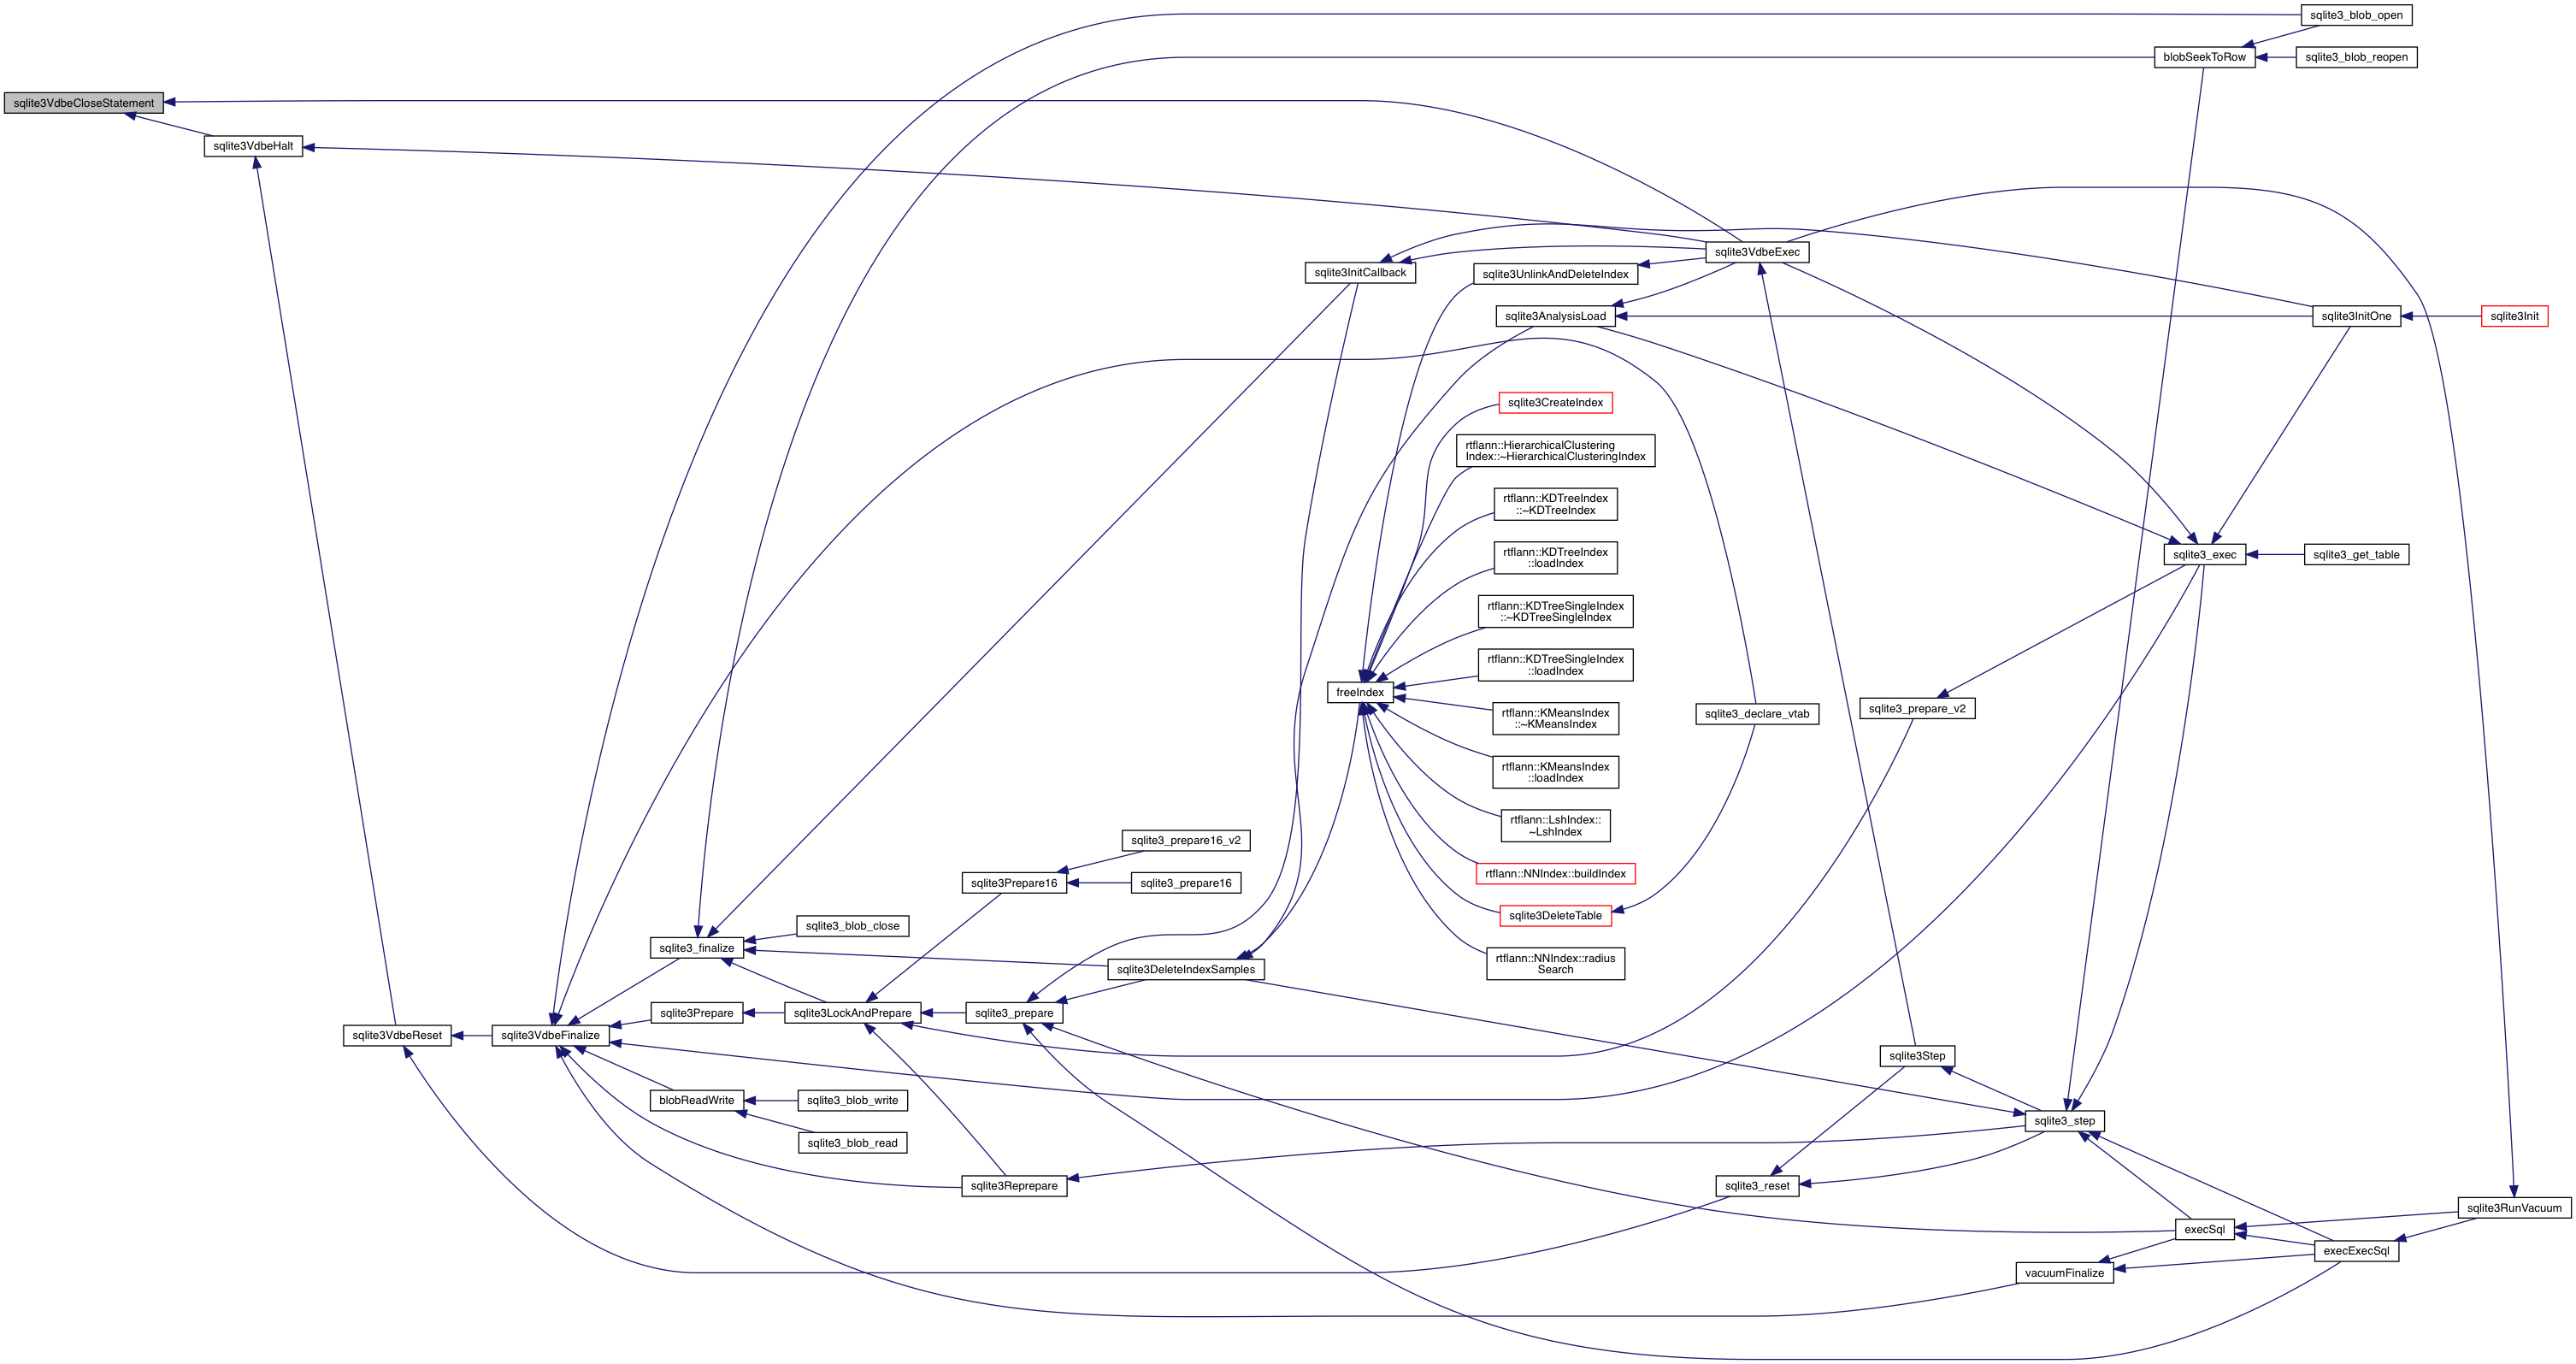 sqlite3_blob_open
blobSeekToRow
sqlite3_blob_reopen
sqlite3VdbeCloseStatement
sqlite3VdbeHalt
sqlite3VdbeExec
sqlite3InitCallback
sqlite3UnlinkAndDeleteIndex
sqlite3AnalysisLoad
sqlite3InitOne
sqlite3Init
sqlite3CreateIndex
rtflann::HierarchicalClustering
Index::~HierarchicalClusteringIndex
rtflann::KDTreeIndex
::~KDTreeIndex
rtflann::KDTreeIndex
::loadIndex
sqlite3_exec
sqlite3_get_table
rtflann::KDTreeSingleIndex
::~KDTreeSingleIndex
rtflann::KDTreeSingleIndex
::loadIndex
freeIndex
rtflann::KMeansIndex
::~KMeansIndex
sqlite3_declare_vtab
sqlite3_prepare_v2
rtflann::KMeansIndex
::loadIndex
rtflann::LshIndex::
~LshIndex
sqlite3_prepare16_v2
rtflann::NNIndex::buildIndex
sqlite3Prepare16
sqlite3_prepare16
sqlite3DeleteTable
sqlite3_blob_close
sqlite3_finalize
rtflann::NNIndex::radius
Search
sqlite3DeleteIndexSamples
sqlite3Prepare
sqlite3LockAndPrepare
sqlite3_prepare
sqlite3VdbeReset
sqlite3VdbeFinalize
sqlite3Step
blobReadWrite
sqlite3_blob_write
sqlite3_step
sqlite3_blob_read
sqlite3Reprepare
sqlite3_reset
sqlite3RunVacuum
execSql
execExecSql
vacuumFinalize